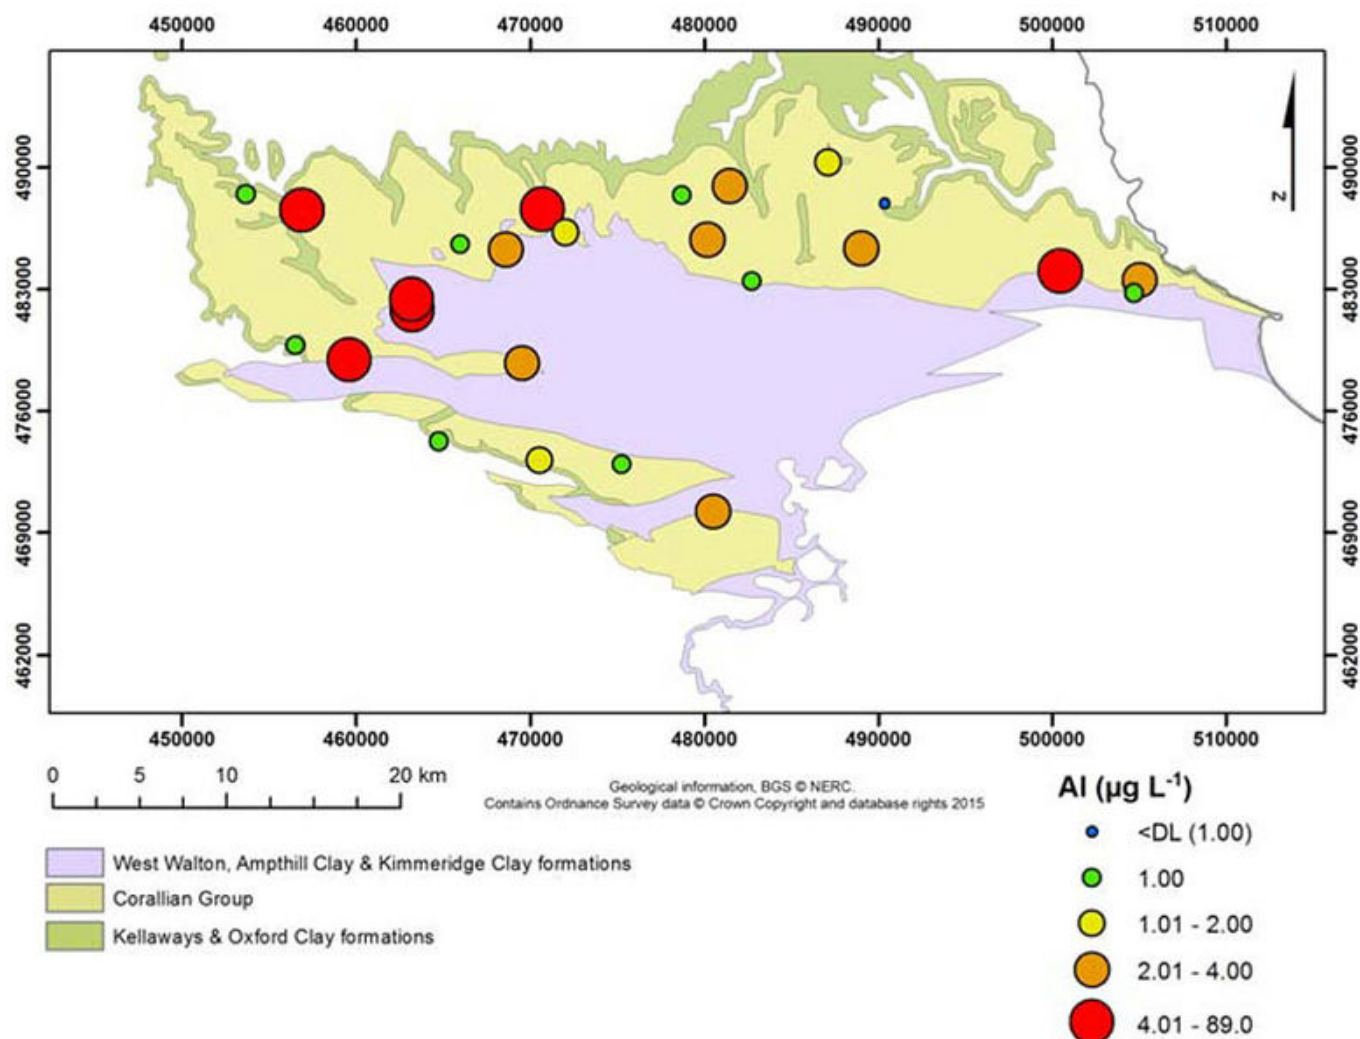 450000 460000 470000 480000 490000 500000 510000
490000 490000
483000 483000
476000 476000
469000 469000
462000 462000
N
450000 460000 470000 480000 490000 500000 510000
0 5 10 20 km
Geological information, BGS © NERC.
Contains Ordnance Survey data © Crown Copyright and database rights 2015
West Walton, Ampthill Clay & Kimmeridge Clay formations
Corallian Group
Kellaways & Oxford Clay formations
Al (µg L⁻¹)
<DL (1.00)
1.00
1.01 - 2.00
2.01 - 4.00
4.01 - 89.0